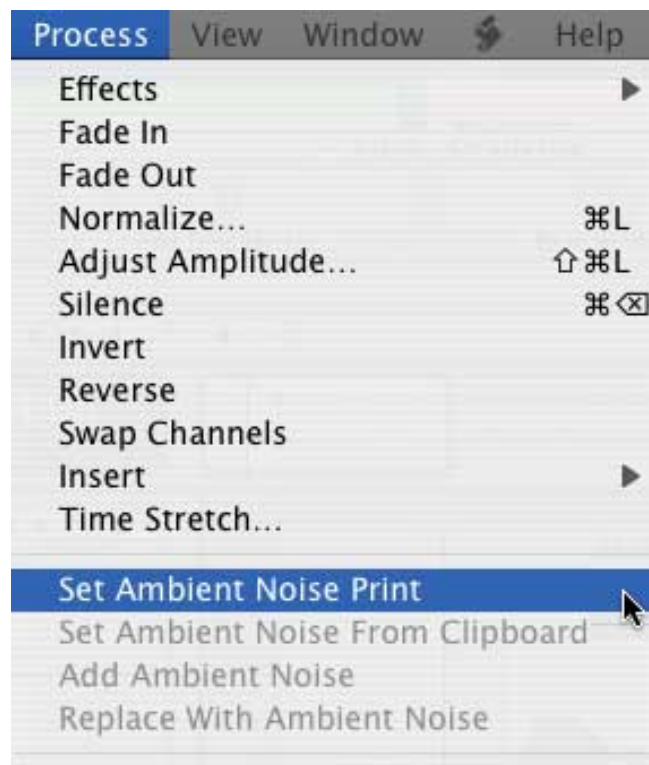 Process View Window Help
Effects
Fade In
Fade Out
Normalize... ⌘L
Adjust Amplitude... ⇧⌘L
Silence ⌘⌫
Invert
Reverse
Swap Channels
Insert
Time Stretch...
Set Ambient Noise Print
Set Ambient Noise From Clipboard
Add Ambient Noise
Replace With Ambient Noise